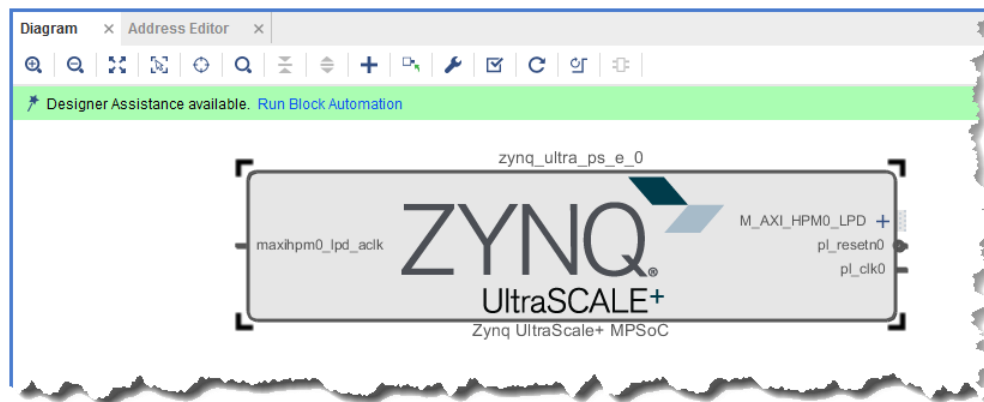 Diagram × Address Editor ×
Designer Assistance available. Run Block Automation
zynq_ultra_ps_e_0
maxihpm0_lpd_aclk
ZYNQ®
UltraSCALE+
M_AXI_HPM0_LPD
pl_resetn0
pl_clk0
Zynq UltraScale+ MPSoC